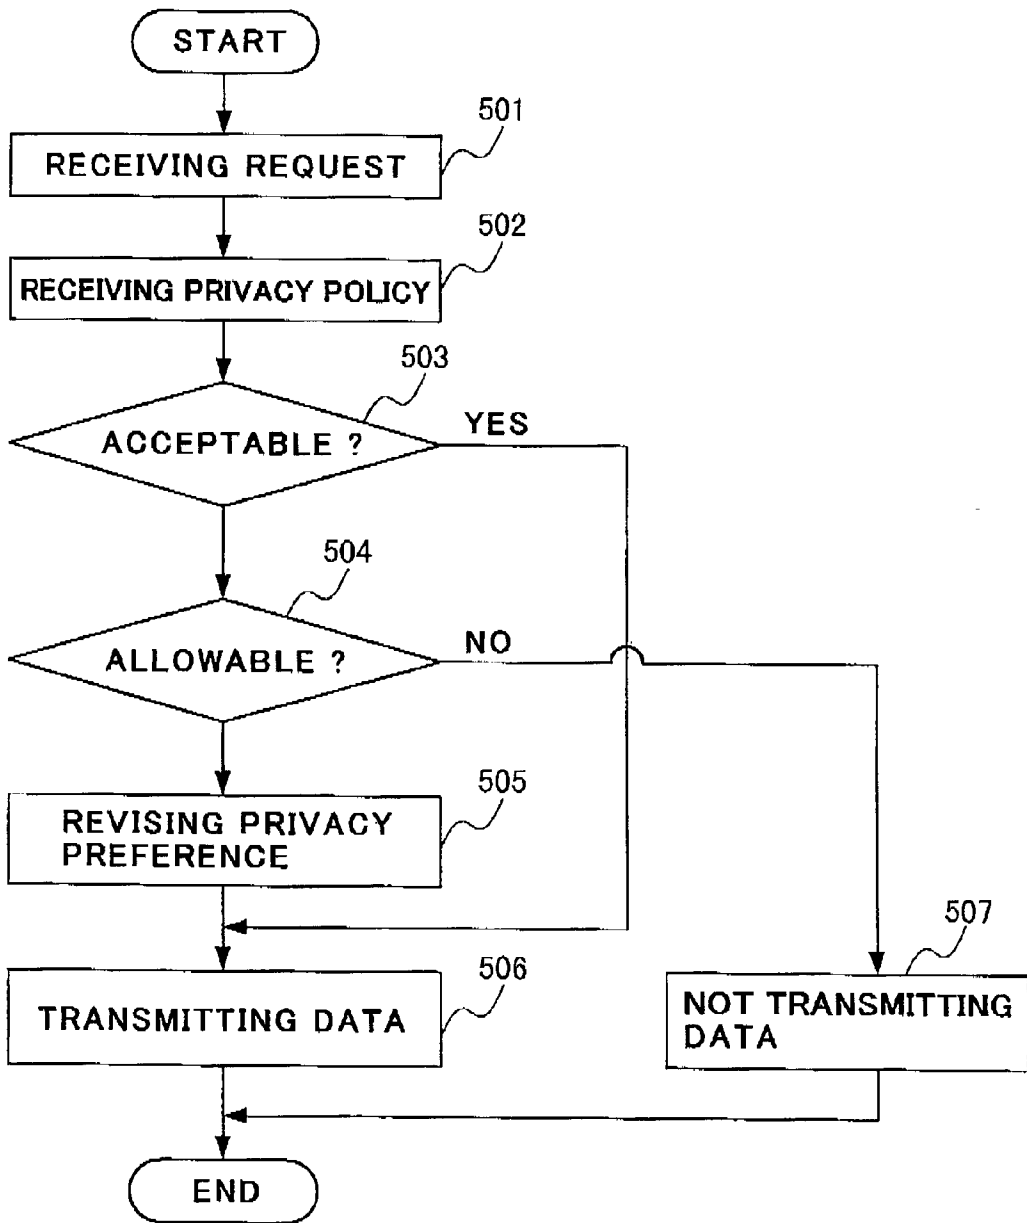 START
501
RECEIVING REQUEST
502
RECEIVING PRIVACY POLICY
503
ACCEPTABLE ?
YES
504
ALLOWABLE ?
NO
505
REVISING PRIVACY
PREFERENCE
506
TRANSMITTING DATA
507
NOT TRANSMITTING
DATA
END